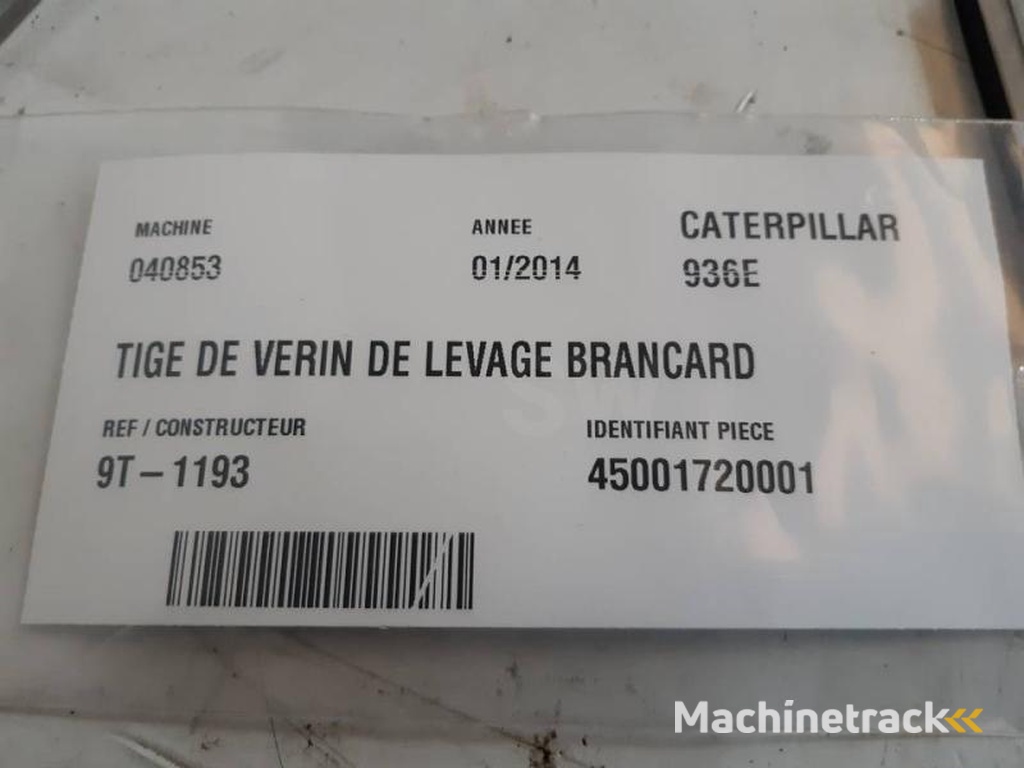 MACHINE ANNEE CATERPILLAR
040853 01/2014 936E
TIGE DE VERIN DE LEVAGE BRANCARD
REF / CONSTRUCTEUR IDENTIFIANT PIECE
9T-1193 45001720001
Machinetrack